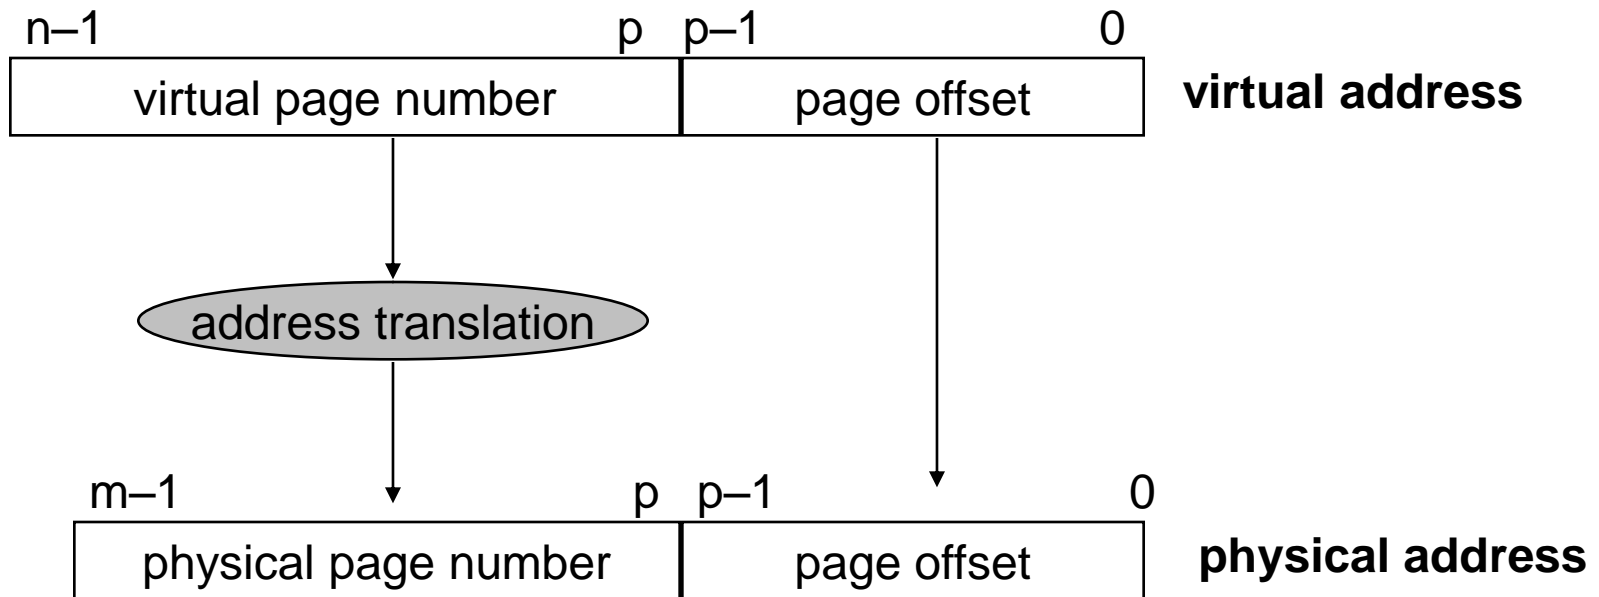 n–1 p p–1 0
virtual page number page offset virtual address
address translation
m–1 p p–1 0
physical page number page offset physical address